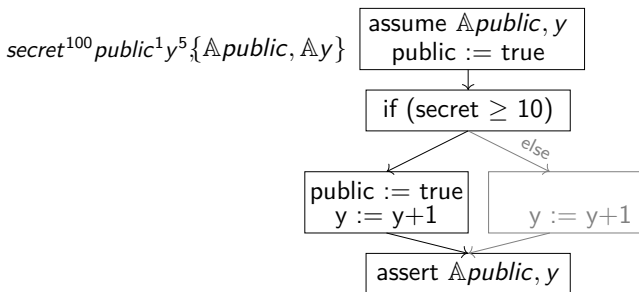 assume 𝔸public, y
secret¹⁰⁰public¹y⁵,{𝔸public, 𝔸y}
public := true
if (secret ≥ 10)
else
public := true
y := y+1
y := y+1
assert 𝔸public, y